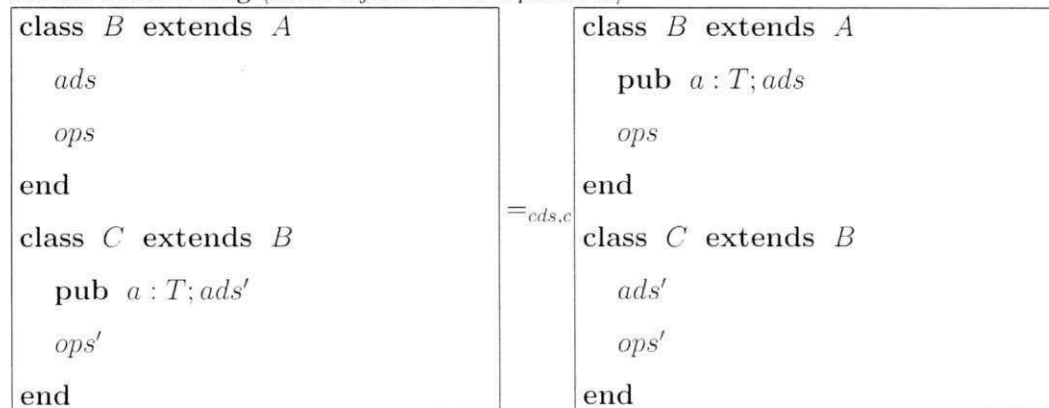 class B extends A
ads
ops
end
class C extends B
pub a : T; ads′
ops′
end
=cds,c
class B extends A
pub a : T; ads
ops
end
class C extends B
ads′
ops′
end